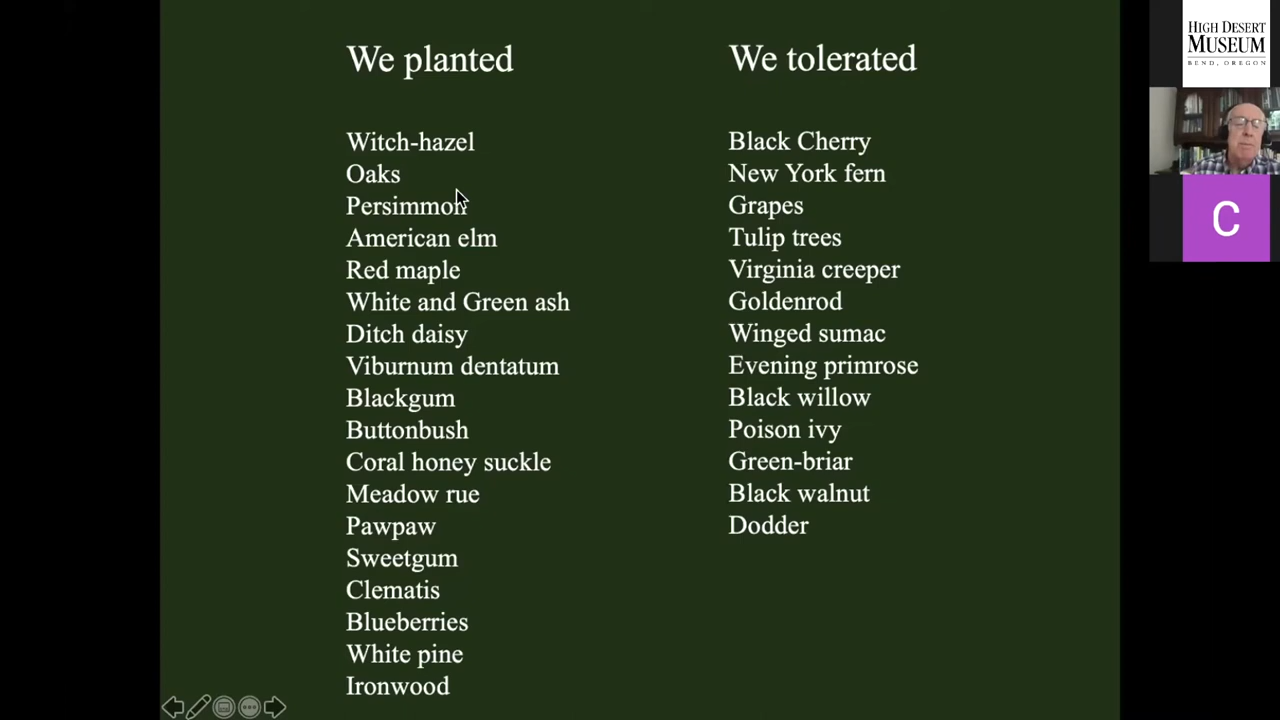 We planted
Witch-hazel
Oaks
Persimmon
American elm
Red maple
White and Green ash
Ditch daisy
Viburnum dentatum
Blackgum
Buttonbush
Coral honey suckle
Meadow rue
Pawpaw
Sweetgum
Clematis
Blueberries
White pine
Ironwood
We tolerated
Black Cherry
New York fern
Grapes
Tulip trees
Virginia creeper
Goldenrod
Winged sumac
Evening primrose
Black willow
Poison ivy
Green-briar
Black walnut
Dodder
HIGH DESERT
MUSEUM
BEND, OREGON
C